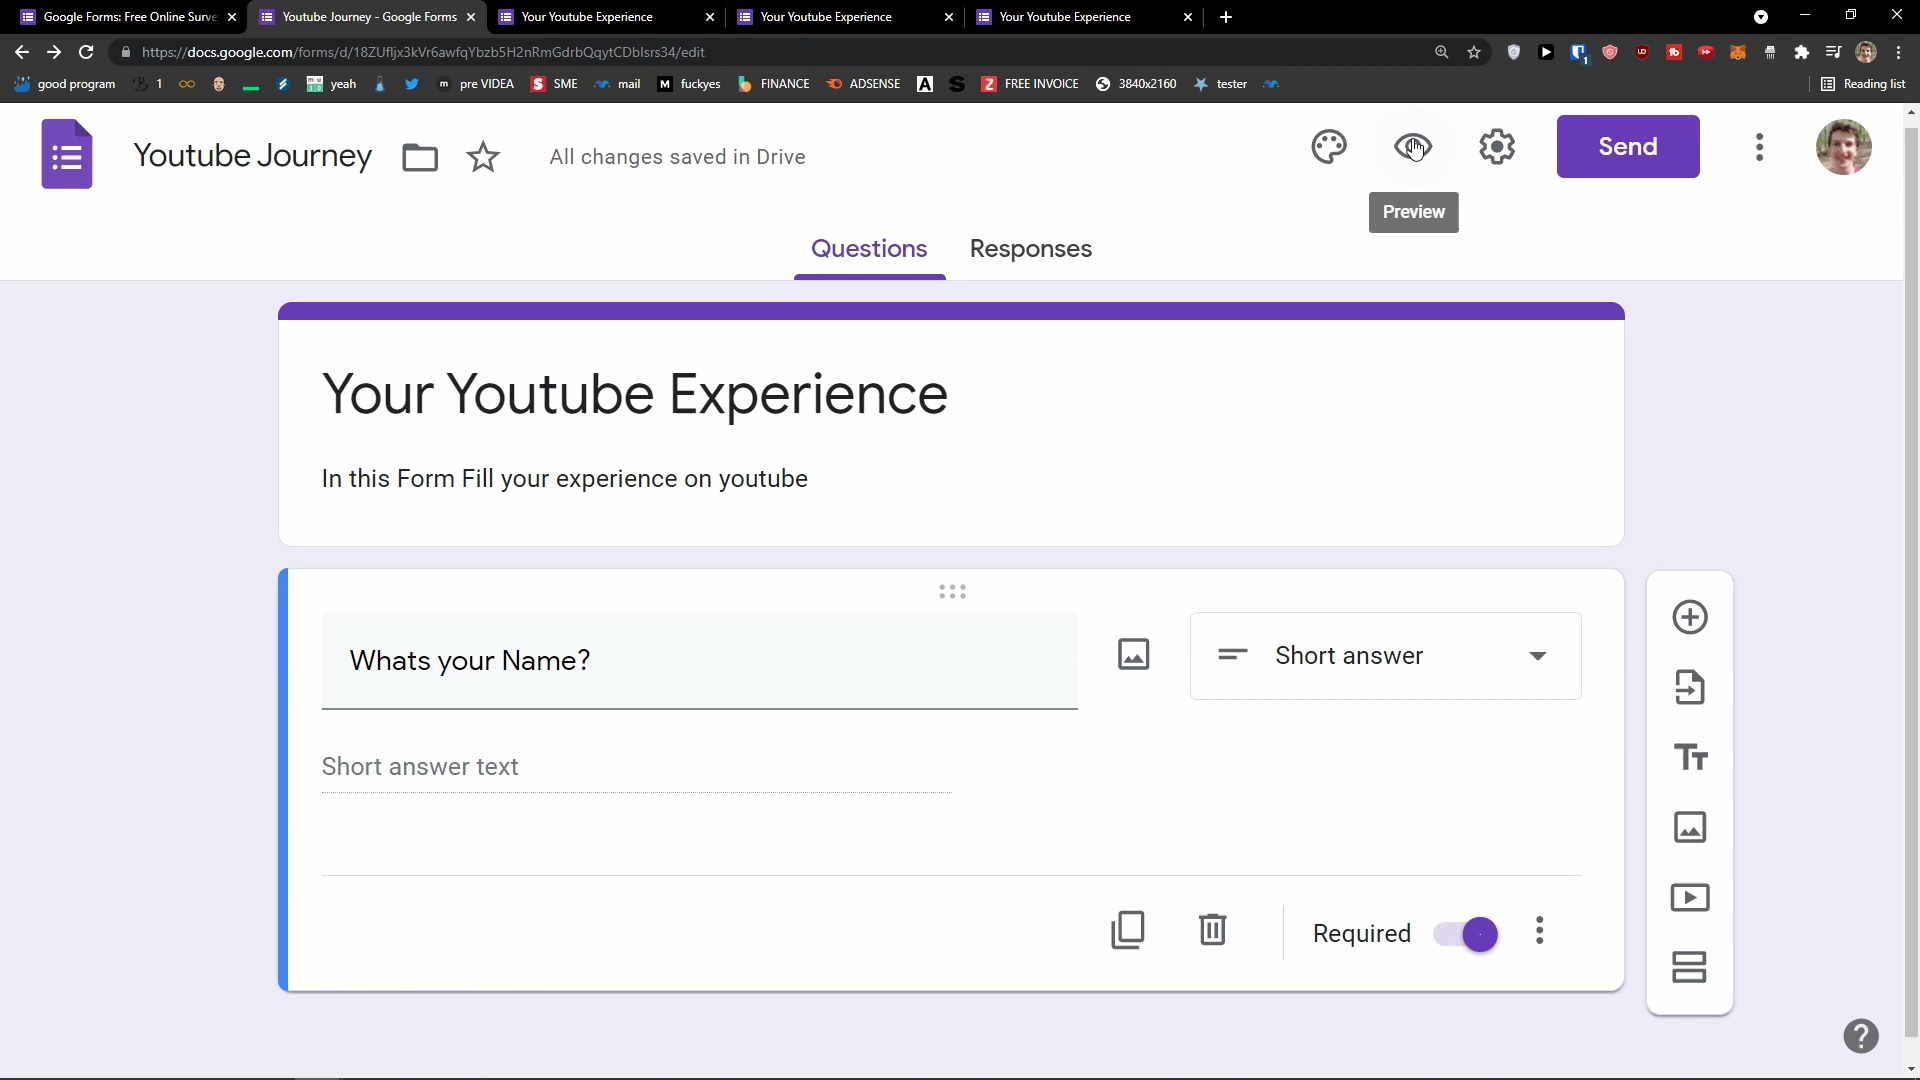 Google Forms: Free Online Surve
Youtube Journey - Google Forms
Your Youtube Experience
Your Youtube Experience
Your Youtube Experience
https://docs.google.com/forms/d/18ZUfljx3kVr6awfqYbzb5H2nRmGdrbQqytCDblsrs34/edit
good program
1
yeah
pre VIDEA
SME
mail
fuckyes
FINANCE
ADSENSE
FREE INVOICE
3840x2160
tester
Reading list
Youtube Journey
All changes saved in Drive
Send
Preview
Questions
Responses
Your Youtube Experience
In this Form Fill your experience on youtube
Whats your Name?
Short answer
Short answer text
Required